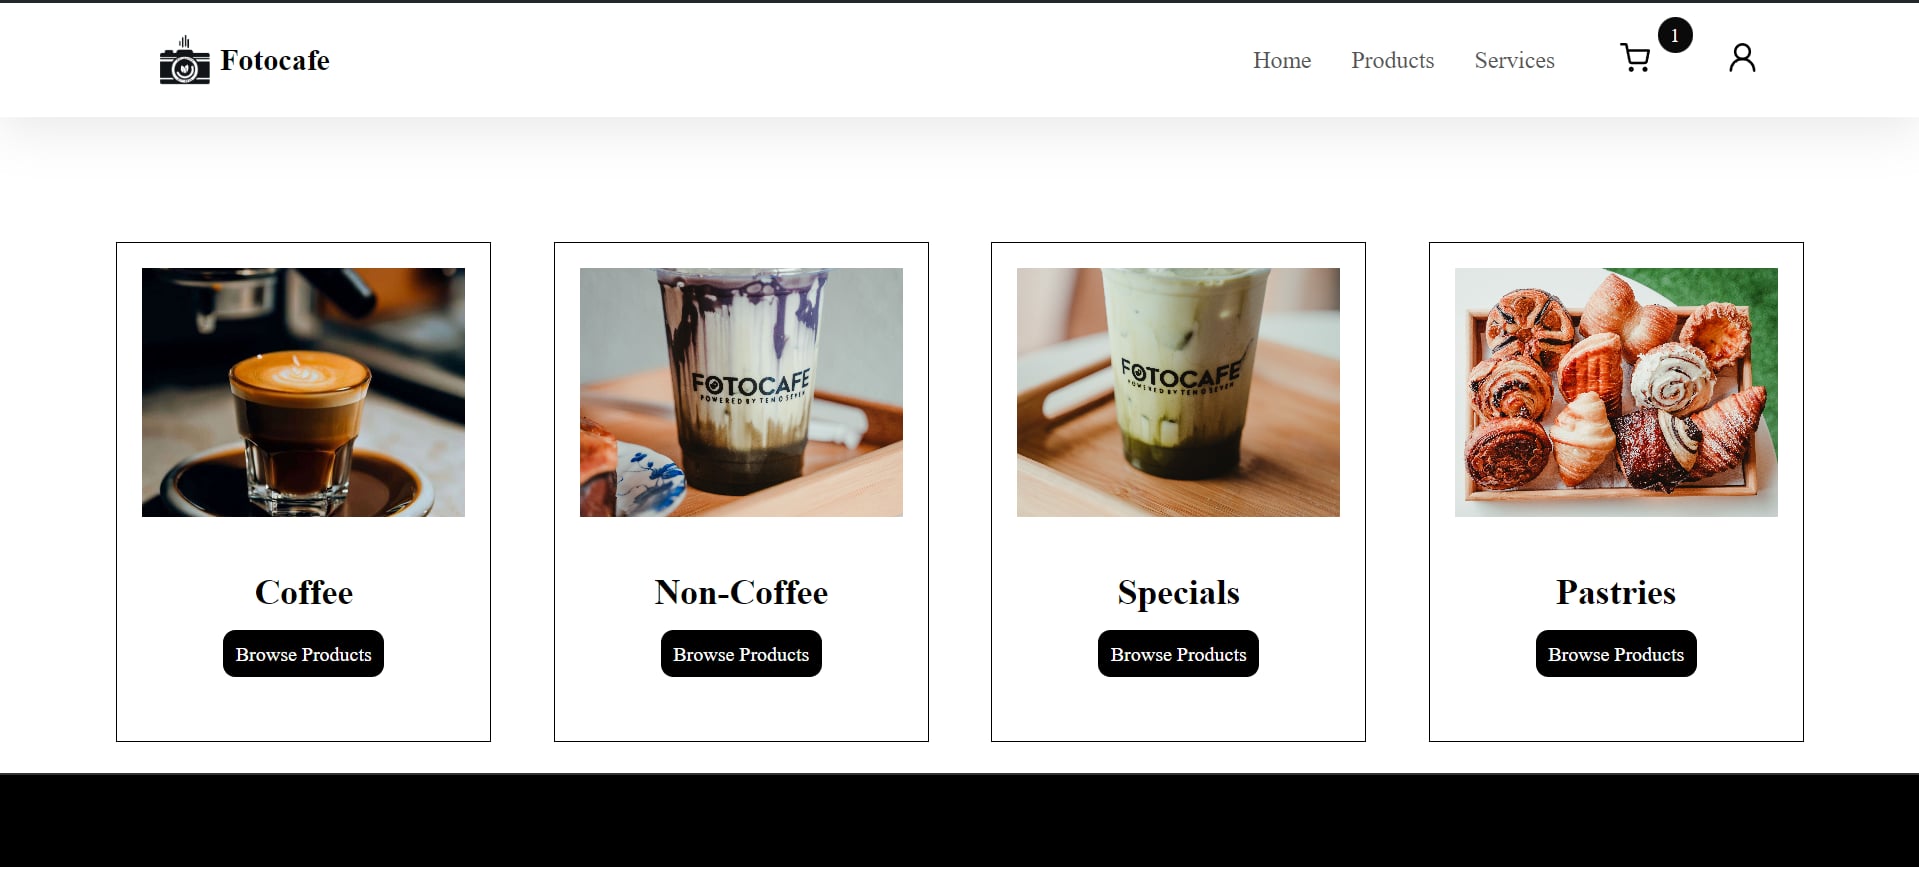 Fotocafe
Home
Products
Services
1
FOTOCAFE
POWERED BY TEN O SEVEN
FOTOCAFE
POWERED BY TEN O SEVEN
Coffee
Non-Coffee
Specials
Pastries
Browse Products
Browse Products
Browse Products
Browse Products